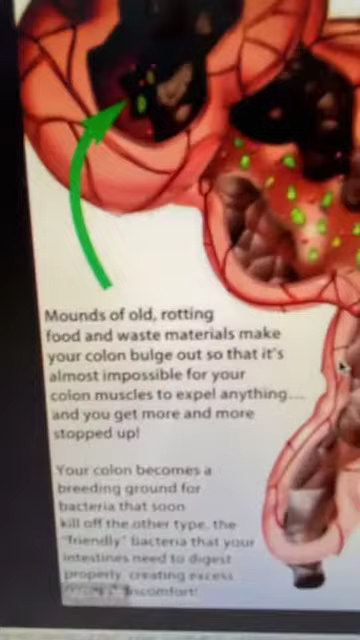 Mounds of old, rotting
food and waste materials make
your colon bulge out so that it's
almost impossible for your
colon muscles to expel anything....
and you get more and more
stopped up!
Your colon becomes a
breeding ground for
bacteria that soon
kill off the other type, the
"friendly" bacteria that your
intestines need to digest
properly, creating excess
discomfort!